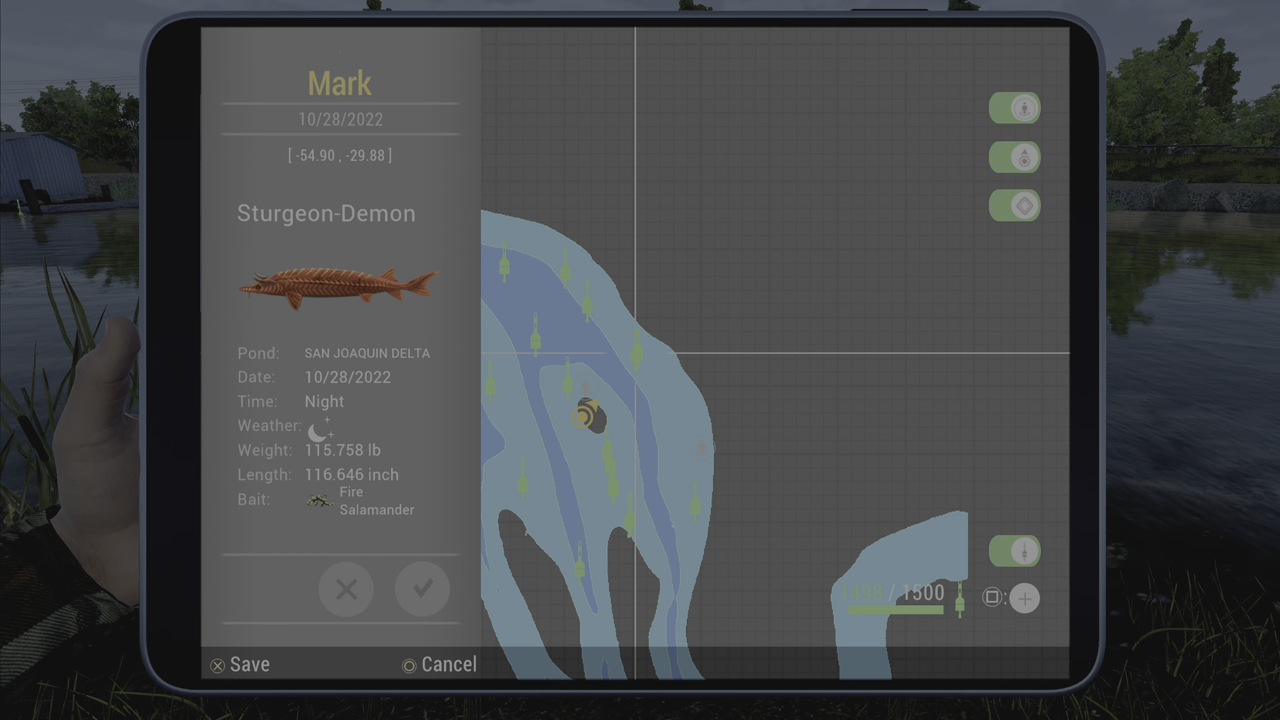 Mark
10/28/2022
[ -54.90 , -29.88 ]
Sturgeon-Demon
Pond: SAN JOAQUIN DELTA
Date: 10/28/2022
Time: Night
Weather:
Weight: 115.758 lb
Length: 116.646 inch
Bait: Fire
Salamander
1498 / 1500
Save
Cancel